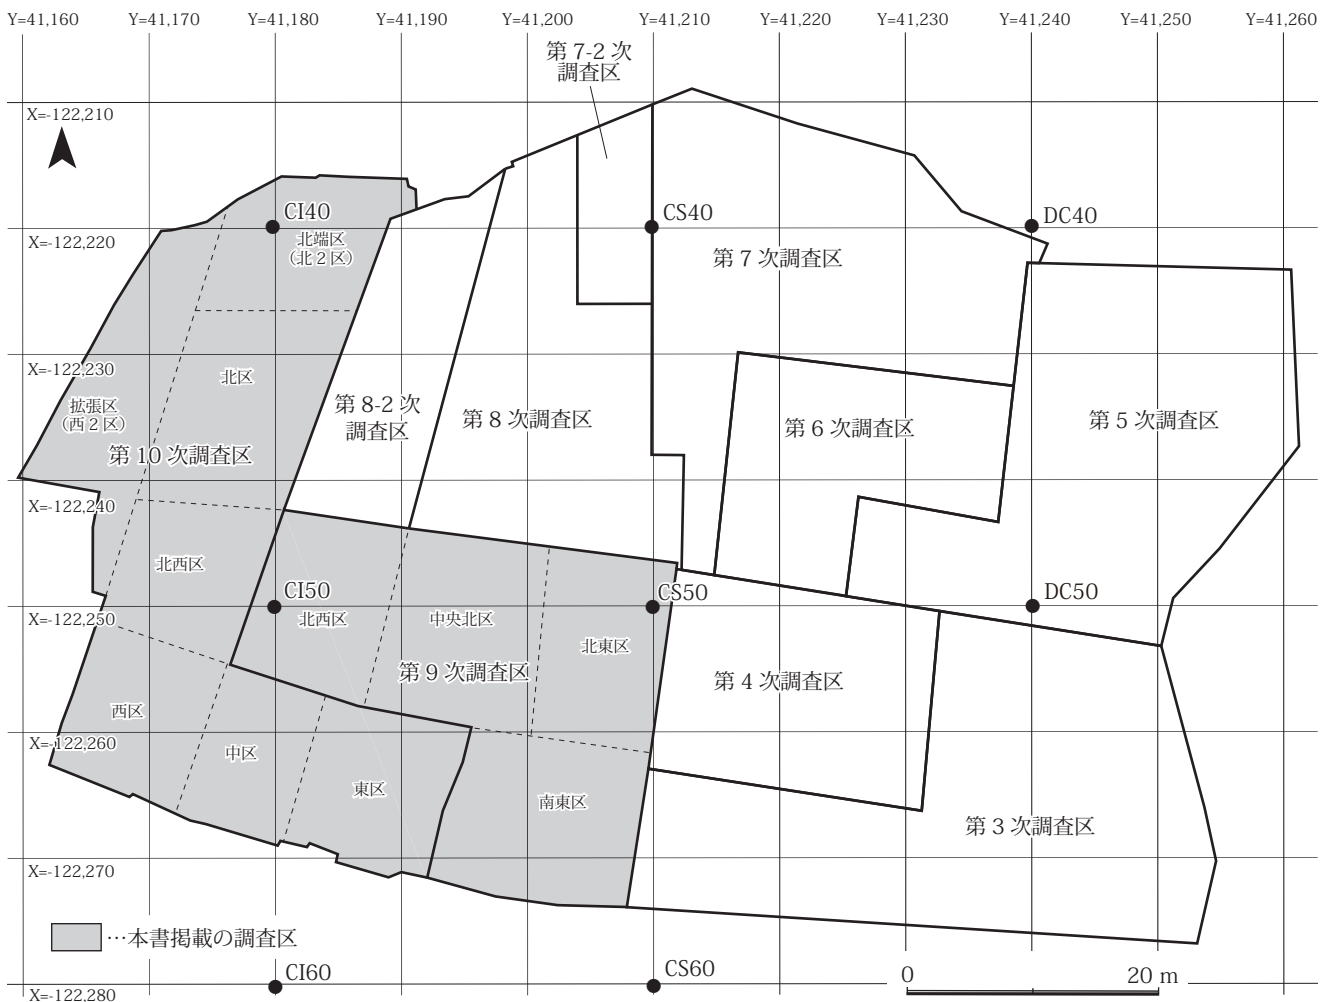 Y=41,160
Y=41,170
Y=41,180
Y=41,190
Y=41,200
Y=41,210
Y=41,220
Y=41,230
Y=41,240
Y=41,250
Y=41,260
第 7-2 次
調査区
X=-122,210
CI40
CS40
DC40
X=-122,220
北端区
（北 2 区）
第 7 次調査区
X=-122,230
北区
拡張区
（西 2 区）
第 8-2 次
調査区
第 8 次調査区
第 6 次調査区
第 5 次調査区
第 10 次調査区
X=-122,240
北西区
CI50
CS50
DC50
X=-122,250
北西区
中央北区
北東区
第 9 次調査区
第 4 次調査区
西区
X=-122,260
中区
東区
南東区
第 3 次調査区
X=-122,270
…本書掲載の調査区
CI60
CS60
0
20 m
X=-122,280